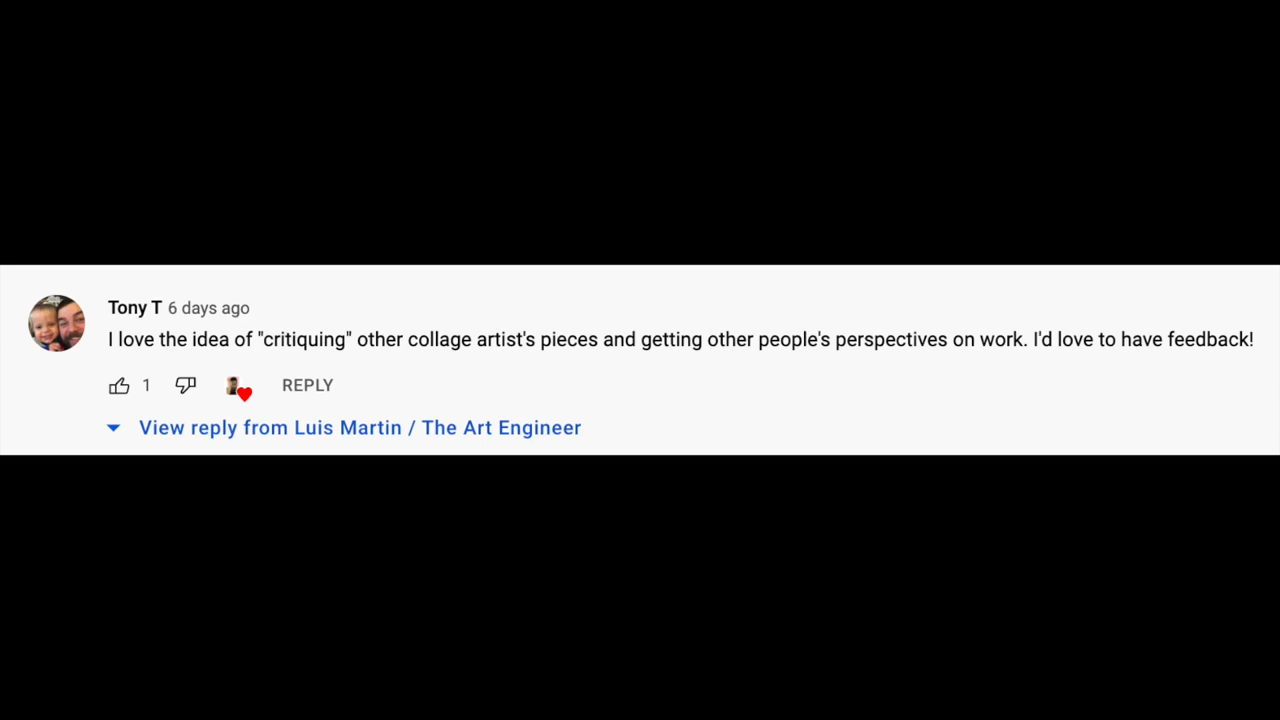 Tony T 6 days ago
I love the idea of "critiquing" other collage artist's pieces and getting other people's perspectives on work. I'd love to have feedback!
1 REPLY
View reply from Luis Martin / The Art Engineer